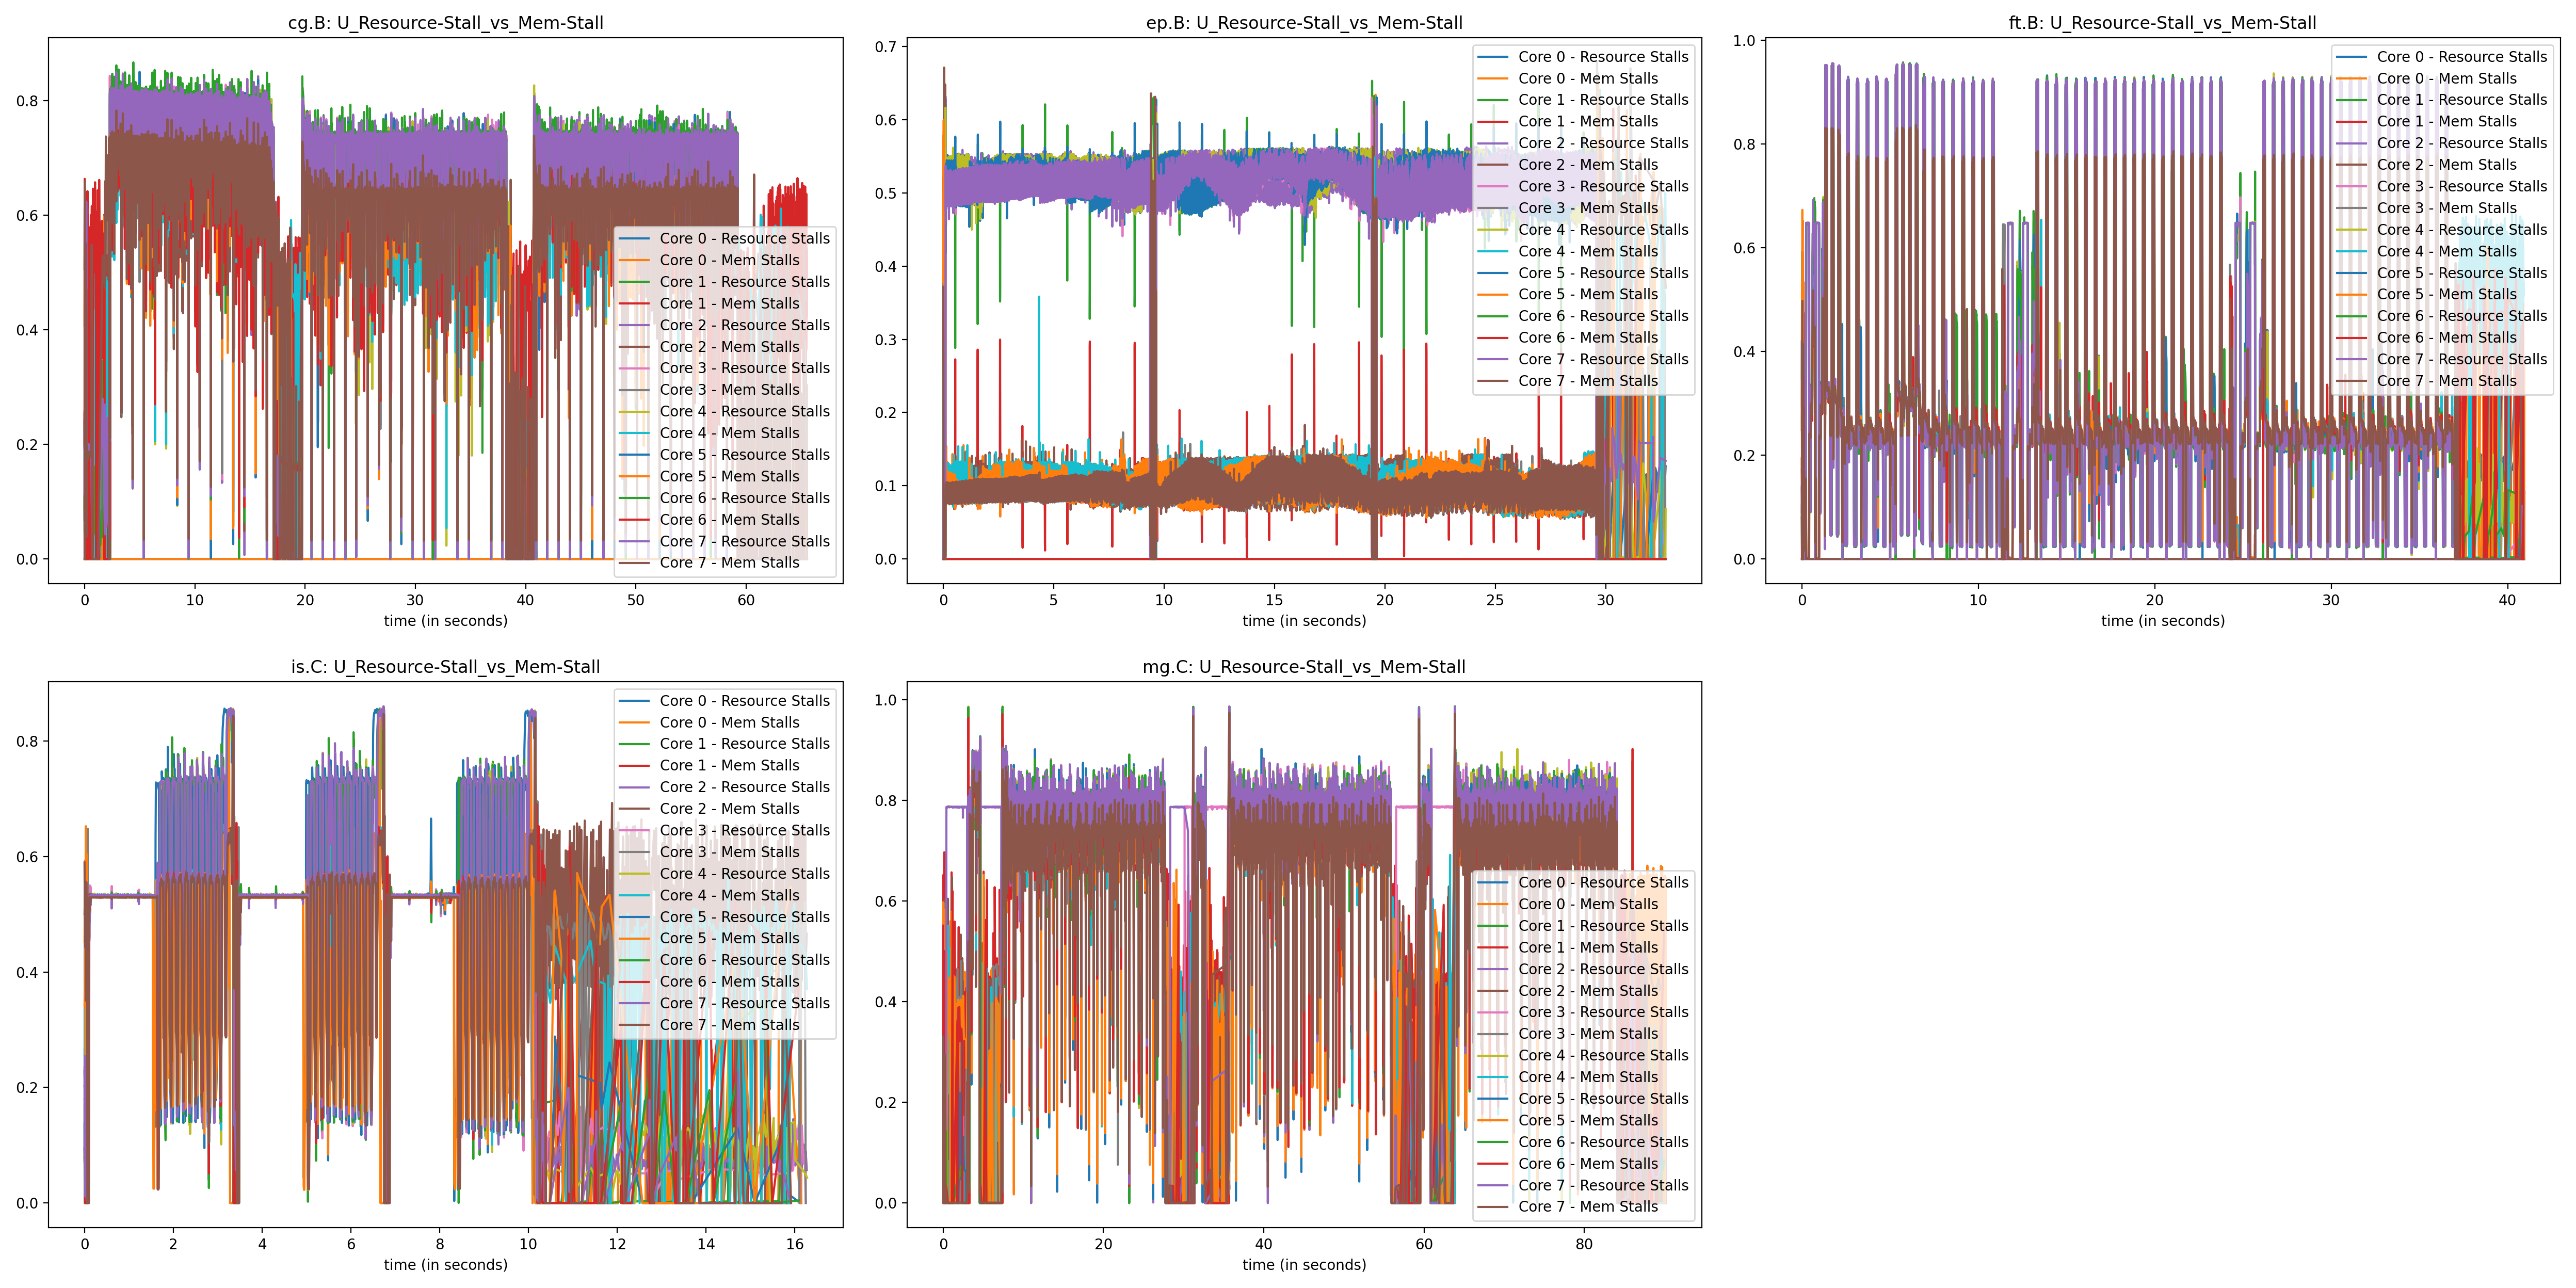 cg.B: U_Resource-Stall_vs_Mem-Stall
0.8
0.6
0.4
0.2
0.0
Core 0 - Resource Stalls
Core 0 - Mem Stalls
Core 1 - Resource Stalls
Core 1 - Mem Stalls
Core 2 - Resource Stalls
Core 2 - Mem Stalls
Core 3 - Resource Stalls
Core 3 - Mem Stalls
Core 4 - Resource Stalls
Core 4 - Mem Stalls
Core 5 - Resource Stalls
Core 5 - Mem Stalls
Core 6 - Resource Stalls
Core 6 - Mem Stalls
Core 7 - Resource Stalls
Core 7 - Mem Stalls
0 10 20 30 40 50 60
time (in seconds)
ep.B: U_Resource-Stall_vs_Mem-Stall
0.7
0.6
0.5
0.4
0.3
0.2
0.1
0.0
Core 0 - Resource Stalls
Core 0 - Mem Stalls
Core 1 - Resource Stalls
Core 1 - Mem Stalls
Core 2 - Resource Stalls
Core 2 - Mem Stalls
Core 3 - Resource Stalls
Core 3 - Mem Stalls
Core 4 - Resource Stalls
Core 4 - Mem Stalls
Core 5 - Resource Stalls
Core 5 - Mem Stalls
Core 6 - Resource Stalls
Core 6 - Mem Stalls
Core 7 - Resource Stalls
Core 7 - Mem Stalls
0 5 10 15 20 25 30
time (in seconds)
ft.B: U_Resource-Stall_vs_Mem-Stall
1.0
0.8
0.6
0.4
0.2
0.0
Core 0 - Resource Stalls
Core 0 - Mem Stalls
Core 1 - Resource Stalls
Core 1 - Mem Stalls
Core 2 - Resource Stalls
Core 2 - Mem Stalls
Core 3 - Resource Stalls
Core 3 - Mem Stalls
Core 4 - Resource Stalls
Core 4 - Mem Stalls
Core 5 - Resource Stalls
Core 5 - Mem Stalls
Core 6 - Resource Stalls
Core 6 - Mem Stalls
Core 7 - Resource Stalls
Core 7 - Mem Stalls
0 10 20 30 40
time (in seconds)
is.C: U_Resource-Stall_vs_Mem-Stall
0.8
0.6
0.4
0.2
0.0
Core 0 - Resource Stalls
Core 0 - Mem Stalls
Core 1 - Resource Stalls
Core 1 - Mem Stalls
Core 2 - Resource Stalls
Core 2 - Mem Stalls
Core 3 - Resource Stalls
Core 3 - Mem Stalls
Core 4 - Resource Stalls
Core 4 - Mem Stalls
Core 5 - Resource Stalls
Core 5 - Mem Stalls
Core 6 - Resource Stalls
Core 6 - Mem Stalls
Core 7 - Resource Stalls
Core 7 - Mem Stalls
0 2 4 6 8 10 12 14 16
time (in seconds)
mg.C: U_Resource-Stall_vs_Mem-Stall
1.0
0.8
0.6
0.4
0.2
0.0
Core 0 - Resource Stalls
Core 0 - Mem Stalls
Core 1 - Resource Stalls
Core 1 - Mem Stalls
Core 2 - Resource Stalls
Core 2 - Mem Stalls
Core 3 - Resource Stalls
Core 3 - Mem Stalls
Core 4 - Resource Stalls
Core 4 - Mem Stalls
Core 5 - Resource Stalls
Core 5 - Mem Stalls
Core 6 - Resource Stalls
Core 6 - Mem Stalls
Core 7 - Resource Stalls
Core 7 - Mem Stalls
0 20 40 60 80
time (in seconds)